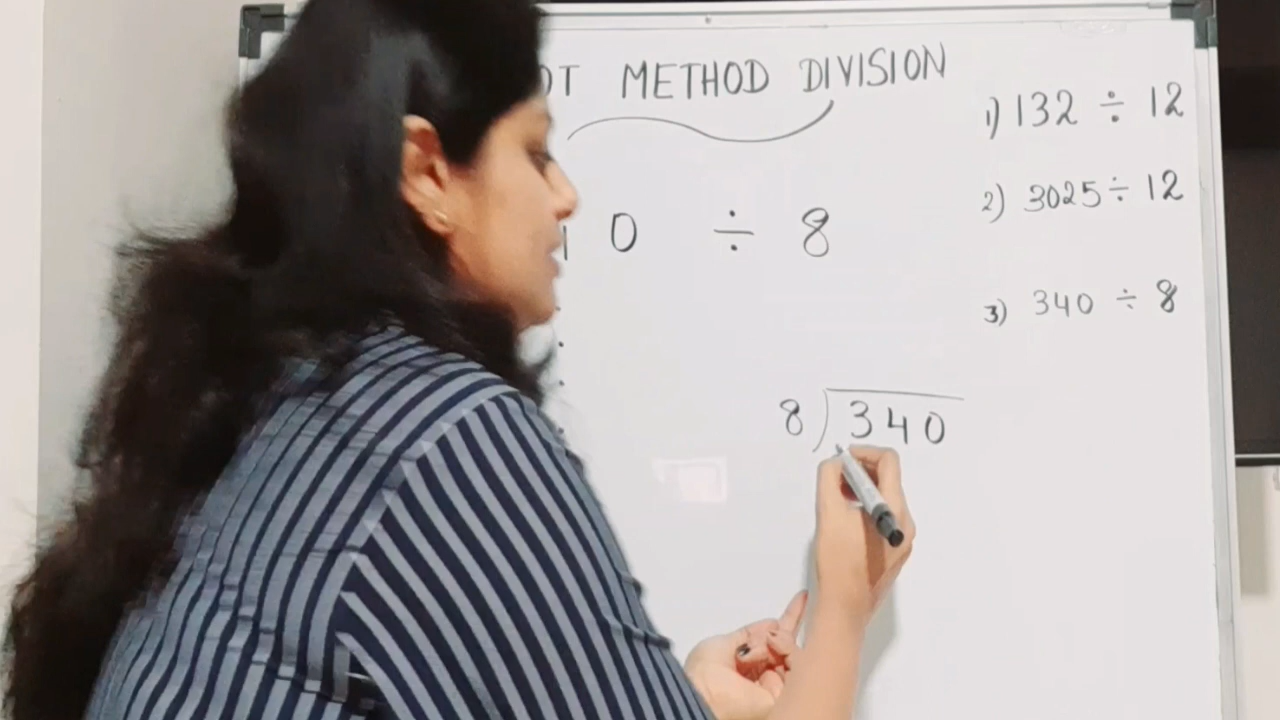 METHOD DIVISION
1) 132 ÷ 12
2) 3025 ÷ 12
0 ÷ 8
3) 340 ÷ 8
8)340